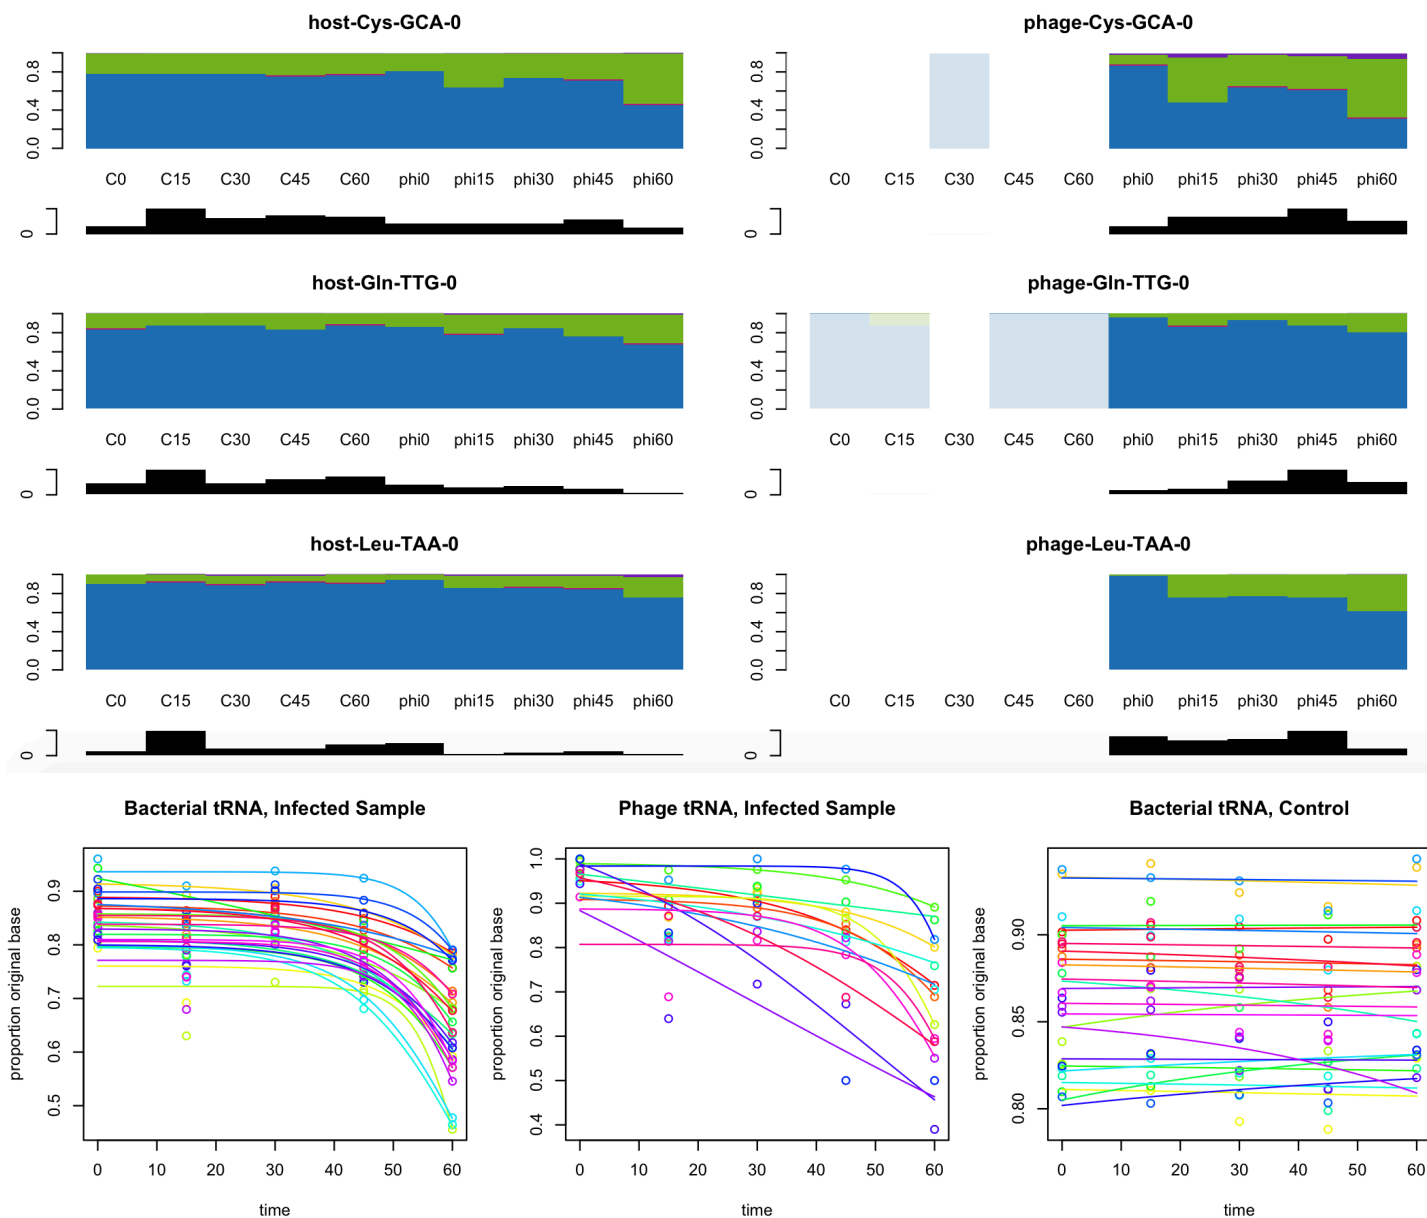 host-Cys-GCA-0 phage-Cys-GCA-0
0.8 0.8
0.4 0.4
0.0 0.0
C0 C15 C30 C45 C60 phi0 phi15 phi30 phi45 phi60 C0 C15 C30 C45 C60 phi0 phi15 phi30 phi45 phi60
0 0
host-Gln-TTG-0 phage-Gln-TTG-0
0.8 0.8
0.4 0.4
0.0 0.0
C0 C15 C30 C45 C60 phi0 phi15 phi30 phi45 phi60 C0 C15 C30 C45 C60 phi0 phi15 phi30 phi45 phi60
0 0
host-Leu-TAA-0 phage-Leu-TAA-0
0.8 0.8
0.4 0.4
0.0 0.0
C0 C15 C30 C45 C60 phi0 phi15 phi30 phi45 phi60 C0 C15 C30 C45 C60 phi0 phi15 phi30 phi45 phi60
0 0
Bacterial tRNA, Infected Sample
proportion original base
0.9
0.8
0.7
0.6
0.5
0 10 20 30 40 50 60
time
Phage tRNA, Infected Sample
proportion original base
1.0
0.9
0.8
0.7
0.6
0.5
0.4
0 10 20 30 40 50 60
time
Bacterial tRNA, Control
proportion original base
0.90
0.85
0.80
0 10 20 30 40 50 60
time